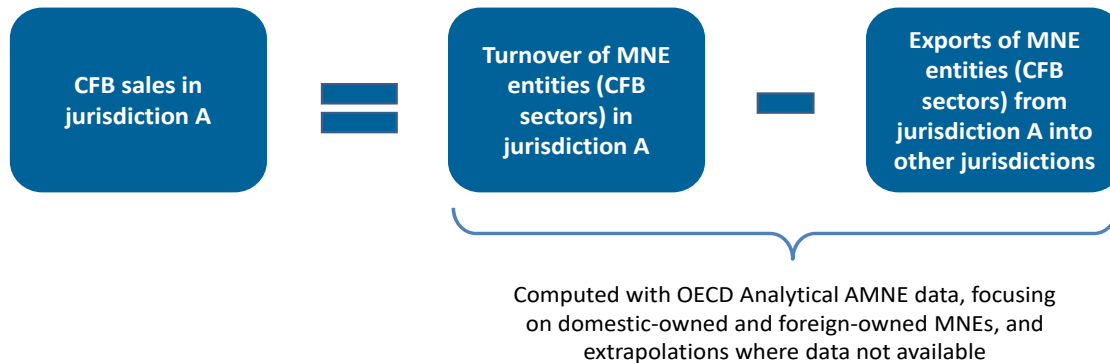 CFB sales in
jurisdiction A
Turnover of MNE
entities (CFB
sectors) in
jurisdiction A
Exports of MNE
entities (CFB
sectors) from
jurisdiction A into
other jurisdictions
Computed with OECD Analytical AMNE data, focusing
on domestic-owned and foreign-owned MNEs, and
extrapolations where data not available